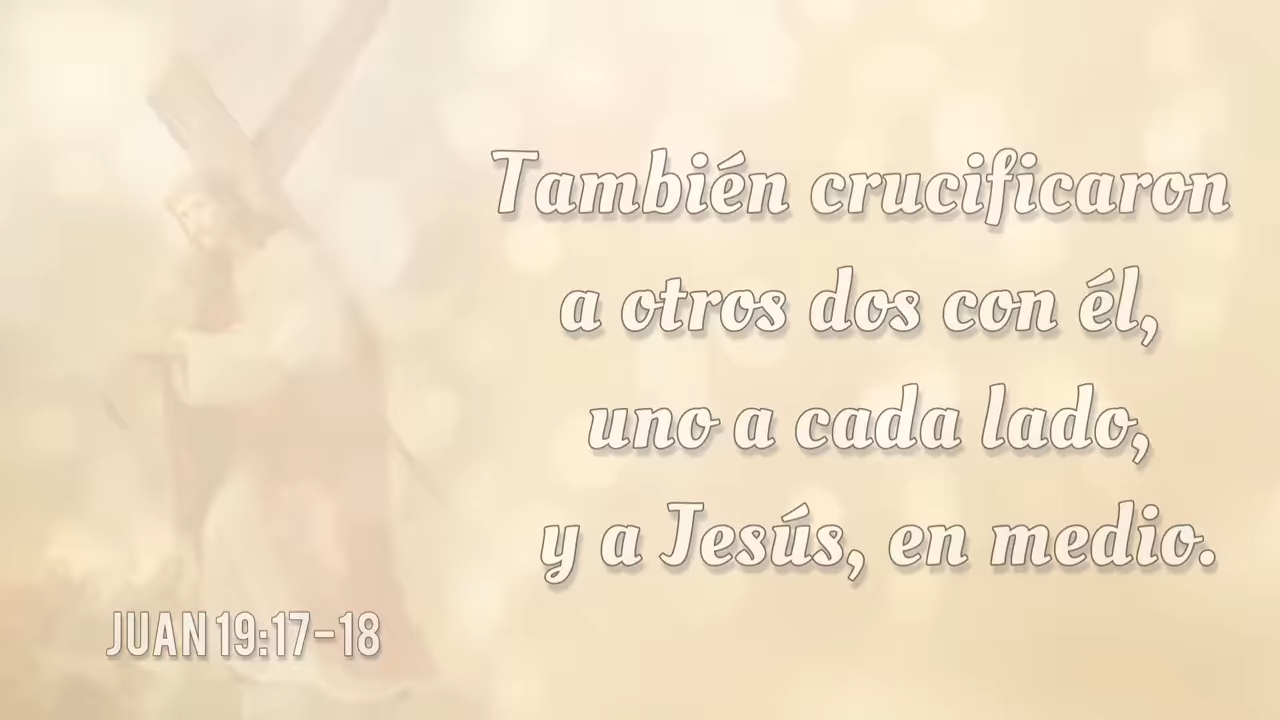 También crucificaron
a otros dos con él,
uno a cada lado,
y a Jesús, en medio.
JUAN 19:17-18